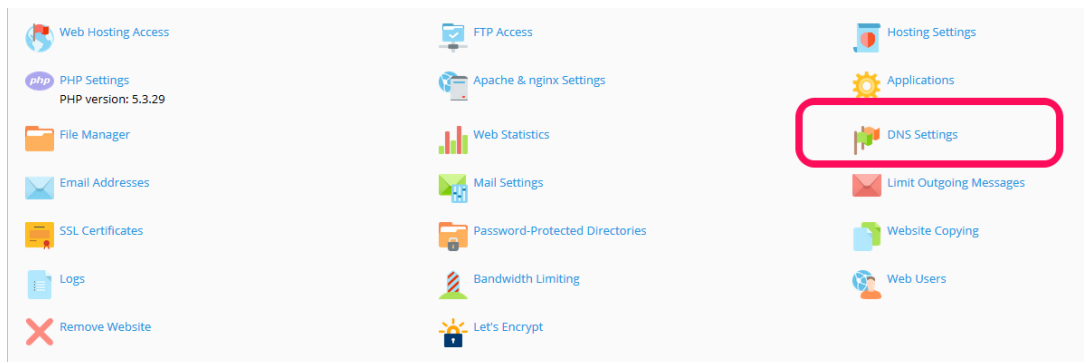 Web Hosting Access
FTP Access
Hosting Settings
php
PHP Settings
PHP version: 5.3.29
Apache & nginx Settings
Applications
File Manager
Web Statistics
DNS Settings
Email Addresses
Mail Settings
Limit Outgoing Messages
SSL Certificates
Password-Protected Directories
Website Copying
Logs
Bandwidth Limiting
Web Users
Remove Website
Let's Encrypt